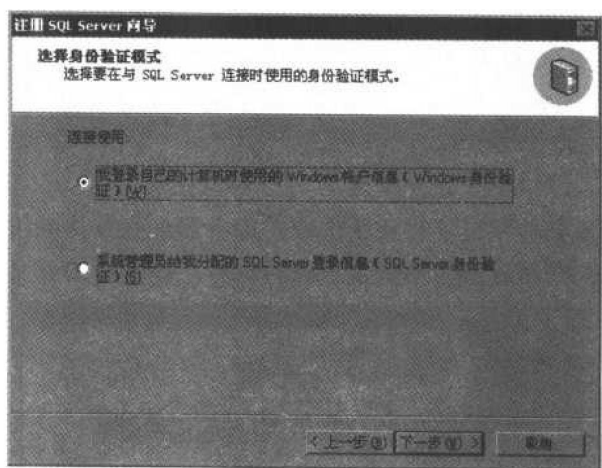 注册 SQL Server 向导
选择身份验证模式
选择要在与 SQL Server 连接时使用的身份验证模式。
连接使用:
我登录自己的计算机时使用的 Windows 帐户信息( Windows 身份验
证)(W)
系统管理员给我分配的 SQL Server 登录信息( SQL Server 身份验
证)(S)
< 上一步(B)
下一步(N) >
取消